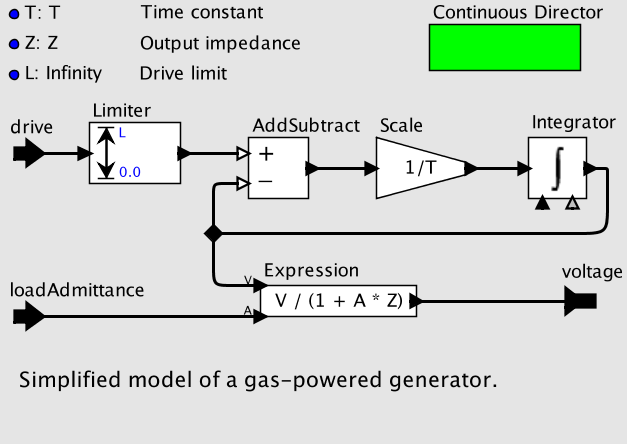 T: T Time constant Continuous Director
Z: Z Output impedance
L: Infinity Drive limit
Limiter
drive
L
0.0
AddSubtract
+
−
Scale
1/T
Integrator
∫
Expression
V
A
V / (1 + A * Z)
loadAdmittance
voltage
Simplified model of a gas-powered generator.